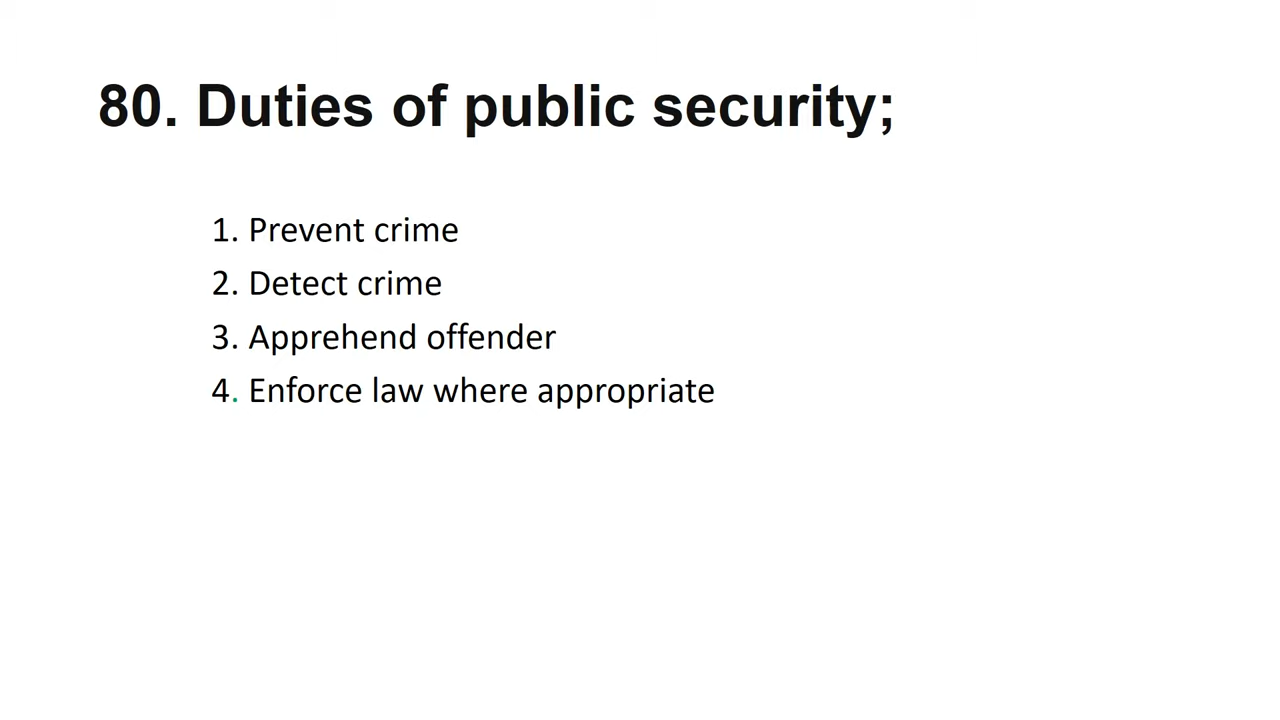 80. Duties of public security;
1. Prevent crime
2. Detect crime
3. Apprehend offender
4. Enforce law where appropriate